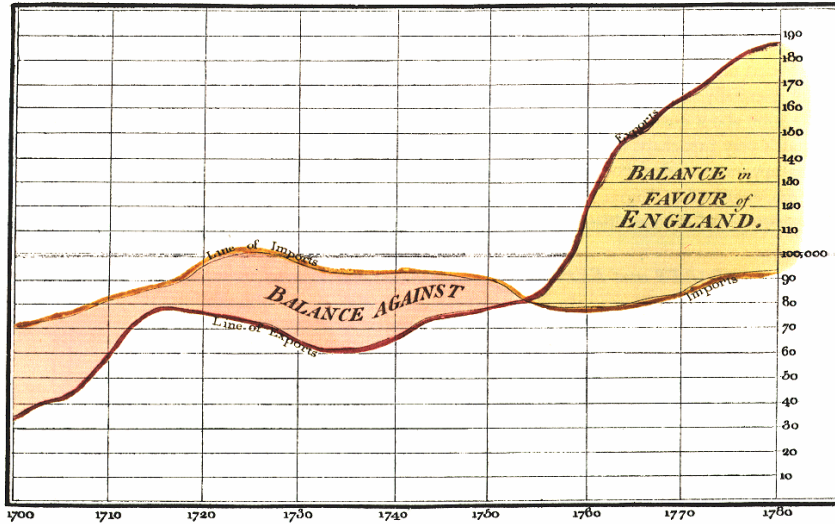 190
180
170
160
150
140
130
120
110
100,000
90
80
70
60
50
40
30
20
10
Exports
BALANCE in
FAVOUR of
ENGLAND.
Line of Imports
BALANCE AGAINST
Imports
Line of Exports
1700 1710 1720 1730 1740 1750 1760 1770 1780